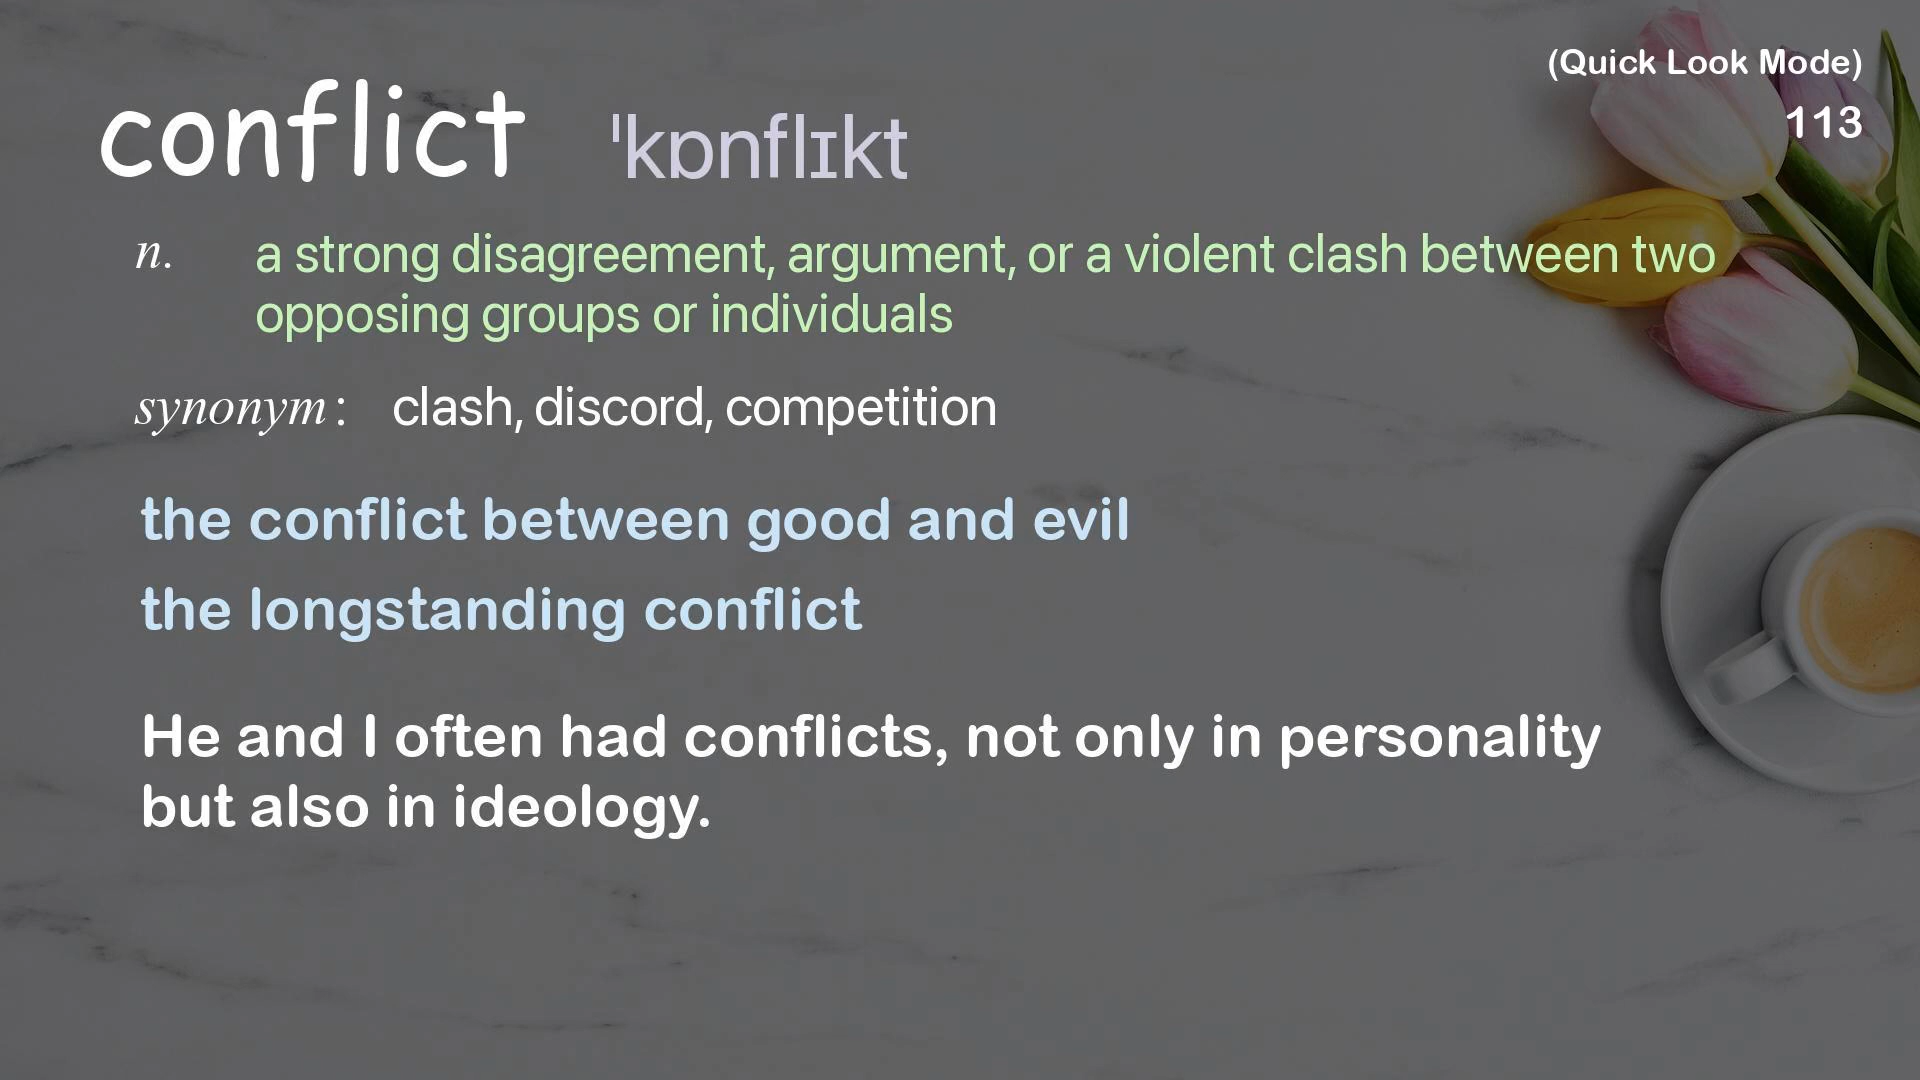 (Quick Look Mode)
113
conflict ˈkɒnflɪkt
n. a strong disagreement, argument, or a violent clash between two
opposing groups or individuals
synonym: clash, discord, competition
the conflict between good and evil
the longstanding conflict
He and I often had conflicts, not only in personality
but also in ideology.